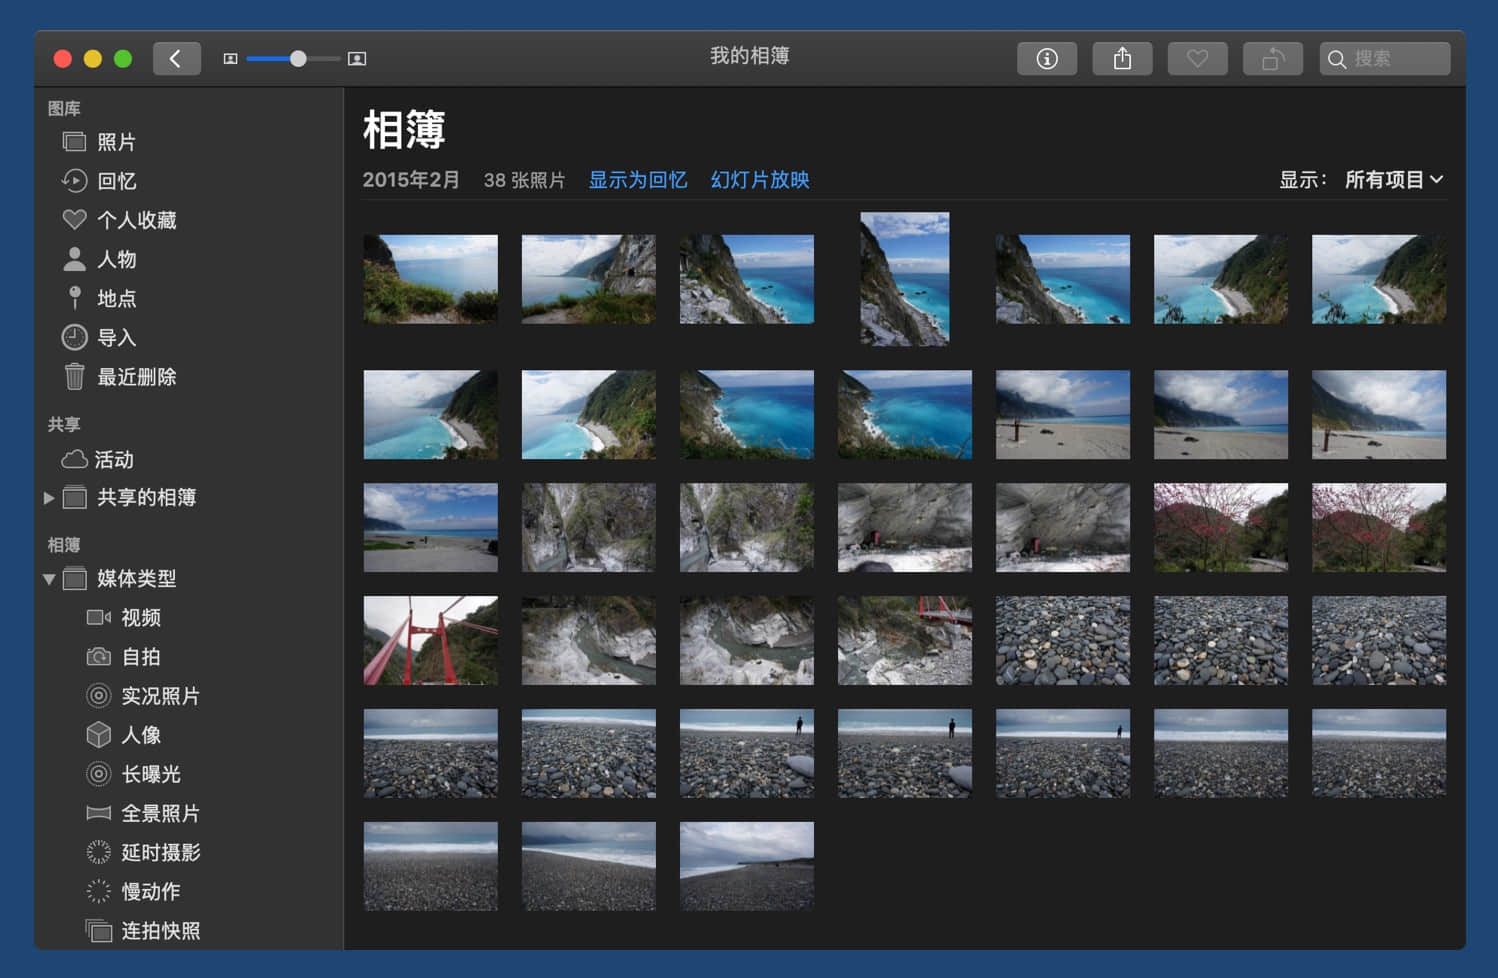 我的相簿
搜索
图库
照片
回忆
个人收藏
人物
地点
导入
最近删除
共享
活动
共享的相簿
相簿
媒体类型
视频
自拍
实况照片
人像
长曝光
全景照片
延时摄影
慢动作
连拍快照
相簿
2015年2月 38 张照片 显示为回忆 幻灯片放映 显示： 所有项目